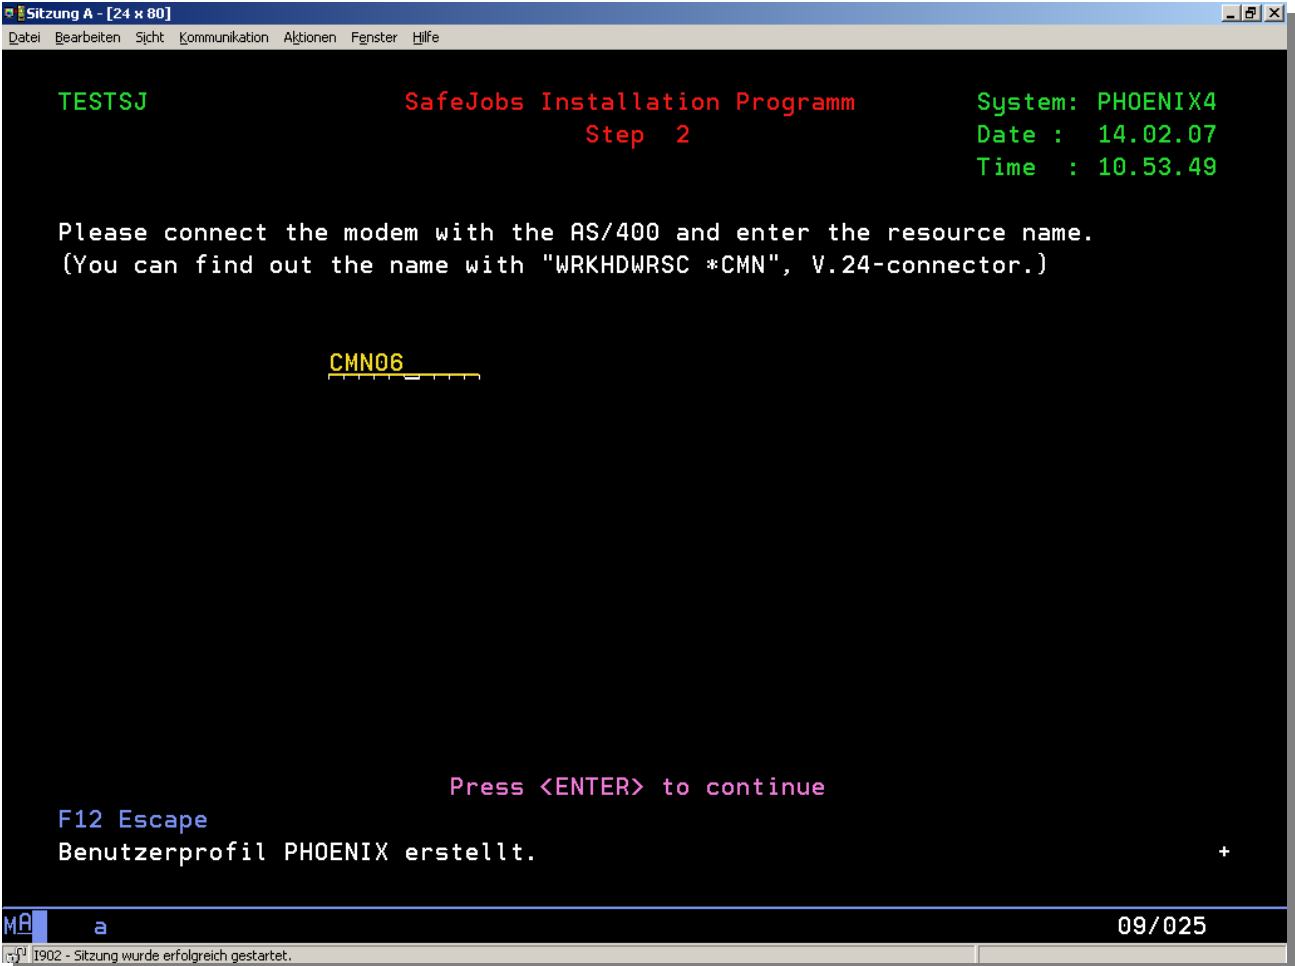 Sitzung A - [24 x 80]
Datei Bearbeiten Sicht Kommunikation Aktionen Fenster Hilfe
TESTSJ SafeJobs Installation Programm System: PHOENIX4
Step 2 Date : 14.02.07
Time : 10.53.49
Please connect the modem with the AS/400 and enter the resource name.
(You can find out the name with "WRKHDWRSC *CMN", V.24-connector.)
CMN06
Press <ENTER> to continue
F12 Escape
Benutzerprofil PHOENIX erstellt. +
MA a 09/025
I902 - Sitzung wurde erfolgreich gestartet.